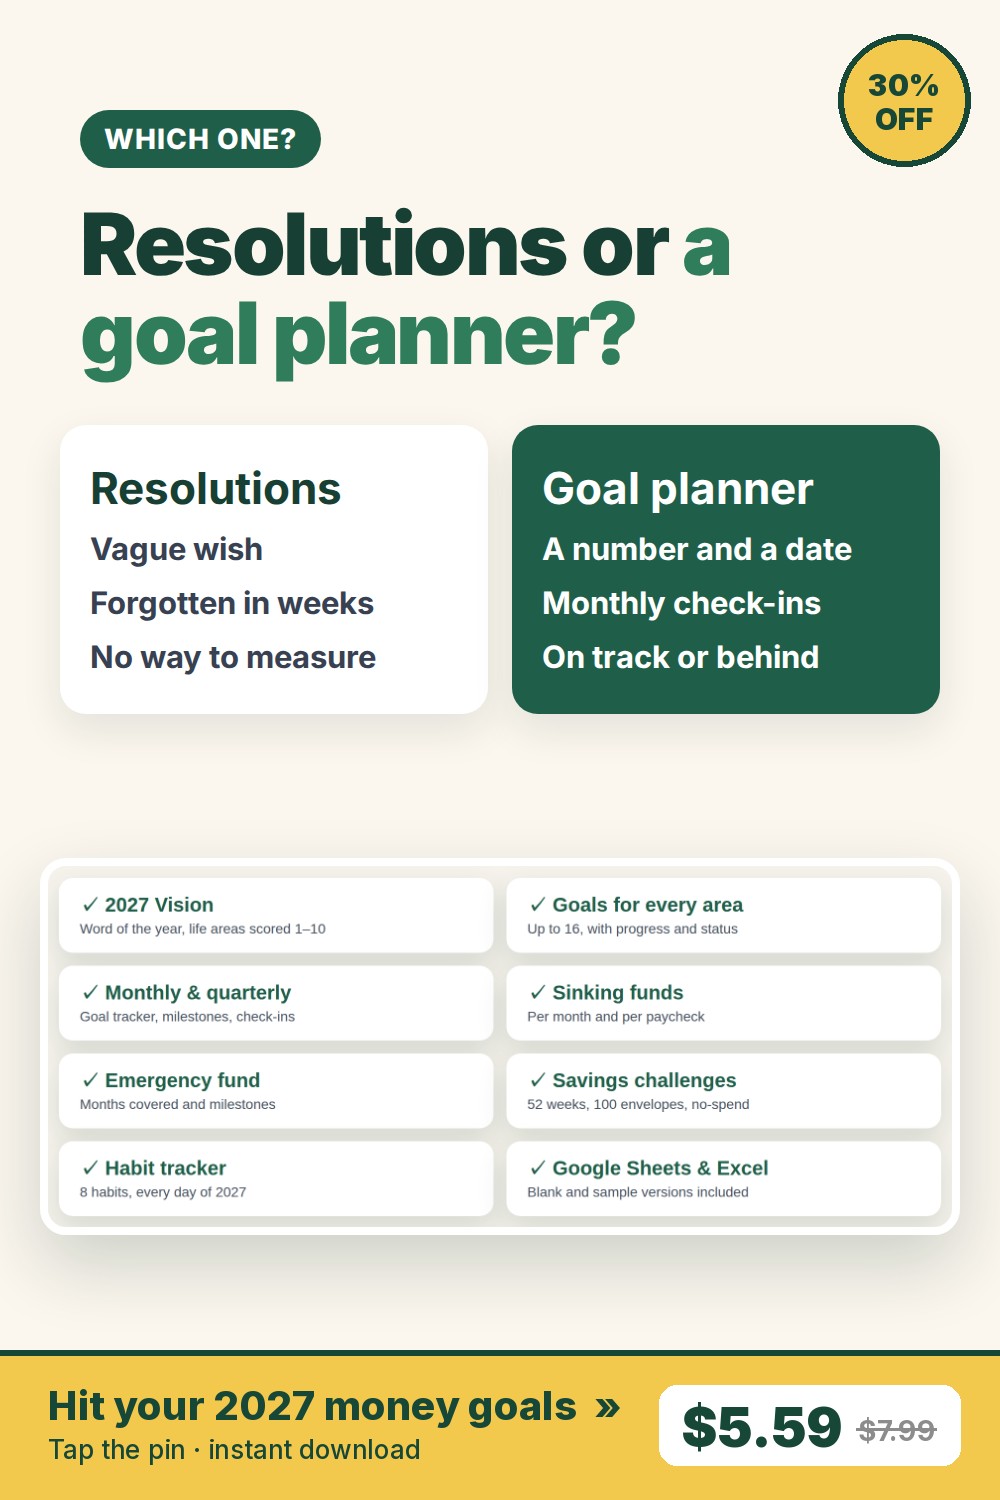 30%
OFF
WHICH ONE?
Resolutions or a
goal planner?
Resolutions
Vague wish
Forgotten in weeks
No way to measure
Goal planner
A number and a date
Monthly check-ins
On track or behind
✓ 2027 Vision
Word of the year, life areas scored 1–10
✓ Goals for every area
Up to 16, with progress and status
✓ Monthly & quarterly
Goal tracker, milestones, check-ins
✓ Sinking funds
Per month and per paycheck
✓ Emergency fund
Months covered and milestones
✓ Savings challenges
52 weeks, 100 envelopes, no-spend
✓ Habit tracker
8 habits, every day of 2027
✓ Google Sheets & Excel
Blank and sample versions included
Hit your 2027 money goals »
Tap the pin · instant download
$5.59 $7.99